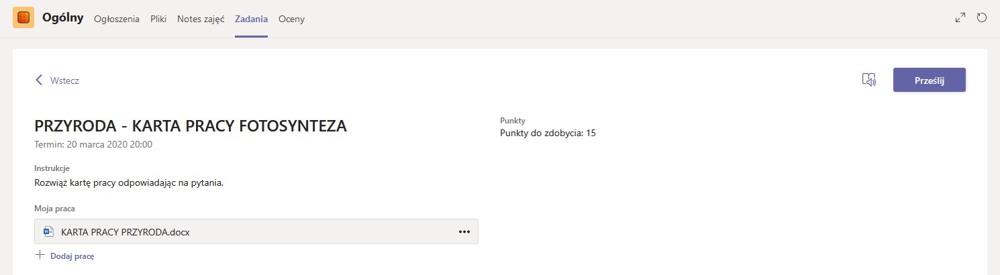 Ogólny Ogłoszenia Pliki Notes zajęć Zadania Oceny
Wstecz
Prześlij
PRZYRODA - KARTA PRACY FOTOSYNTEZA
Termin: 20 marca 2020 20:00
Punkty
Punkty do zdobycia: 15
Instrukcje
Rozwiąż kartę pracy odpowiadając na pytania.
Moja praca
KARTA PRACY PRZYRODA.docx
Dodaj pracę